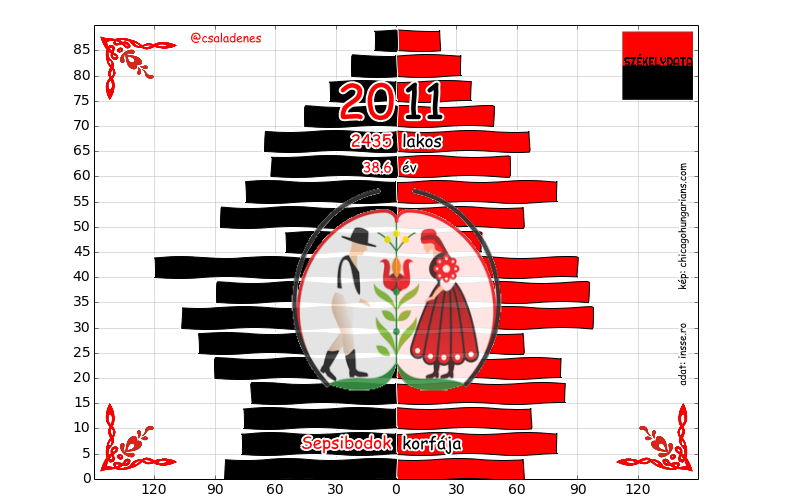 @csaladenes
SZÉKELYDATA
2011
2435 lakos
38.6 év
kép: chicagohungarians.com
adat: insse.ro
Sepsibodok korfája
85
80
75
70
65
60
55
50
45
40
35
30
25
20
15
10
5
0
120 90 60 30 0 30 60 90 120